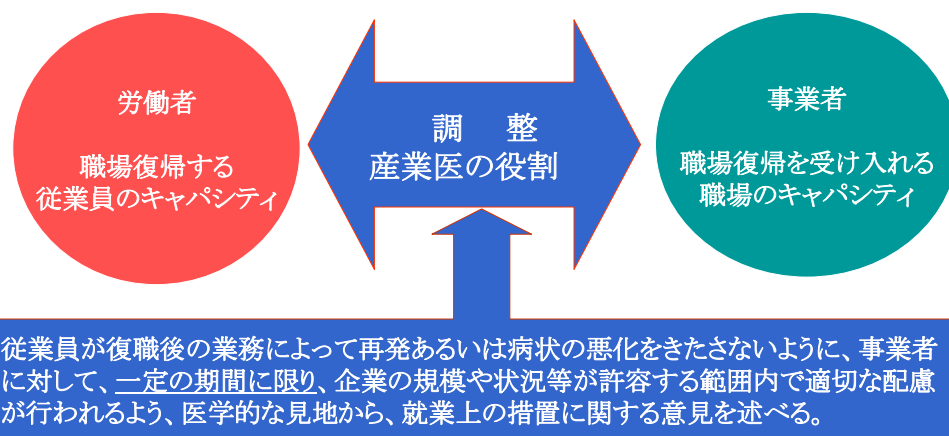 労働者
職場復帰する
従業員のキャパシティ
調 整
産業医の役割
事業者
職場復帰を受け入れる
職場のキャパシティ
従業員が復職後の業務によって再発あるいは病状の悪化をきたさないように、事業者
に対して、一定の期間に限り、企業の規模や状況等が許容する範囲内で適切な配慮
が行われるよう、医学的な見地から、就業上の措置に関する意見を述べる。